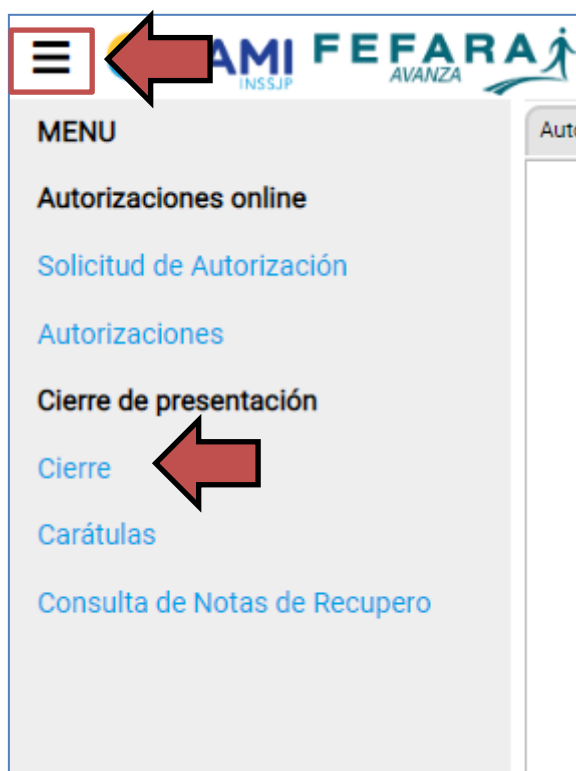 AMI
INSSJP
FEFARA
AVANZA
MENU
Auto
Autorizaciones online
Solicitud de Autorización
Autorizaciones
Cierre de presentación
Cierre
Carátulas
Consulta de Notas de Recupero